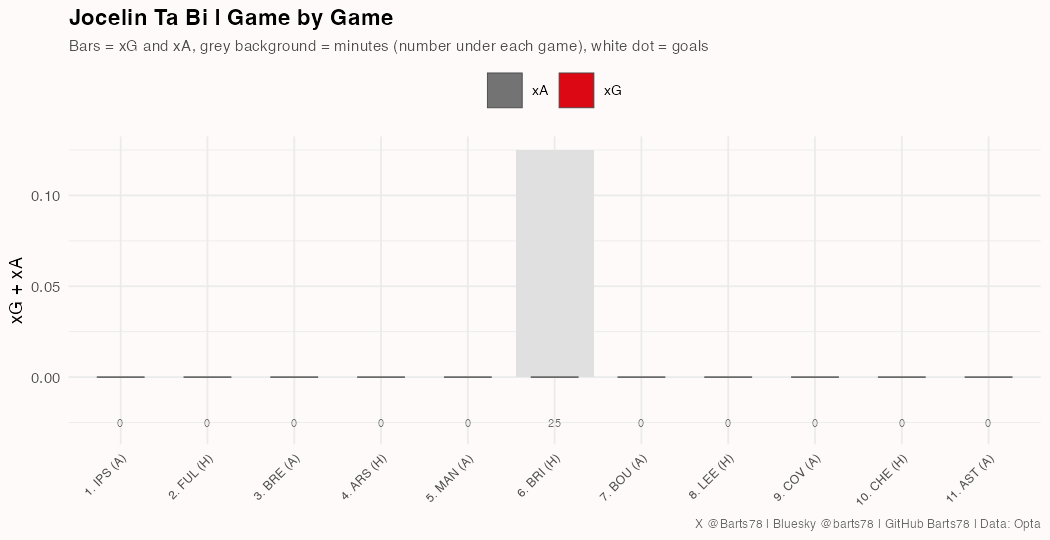 Jocelin Ta Bi | Game by Game
Bars = xG and xA, grey background = minutes (number under each game), white dot = goals
xA xG
xG + xA
0.10
0.05
0.00
0 0 0 0 0 25 0 0 0 0 0
1. IPS (A) 2. FUL (H) 3. BRE (A) 4. ARS (H) 5. MAN (A) 6. BRI (H) 7. BOU (A) 8. LEE (H) 9. COV (A) 10. CHE (H) 11. AST (A)
X @Barts78 | Bluesky @barts78 | GitHub Barts78 | Data: Opta